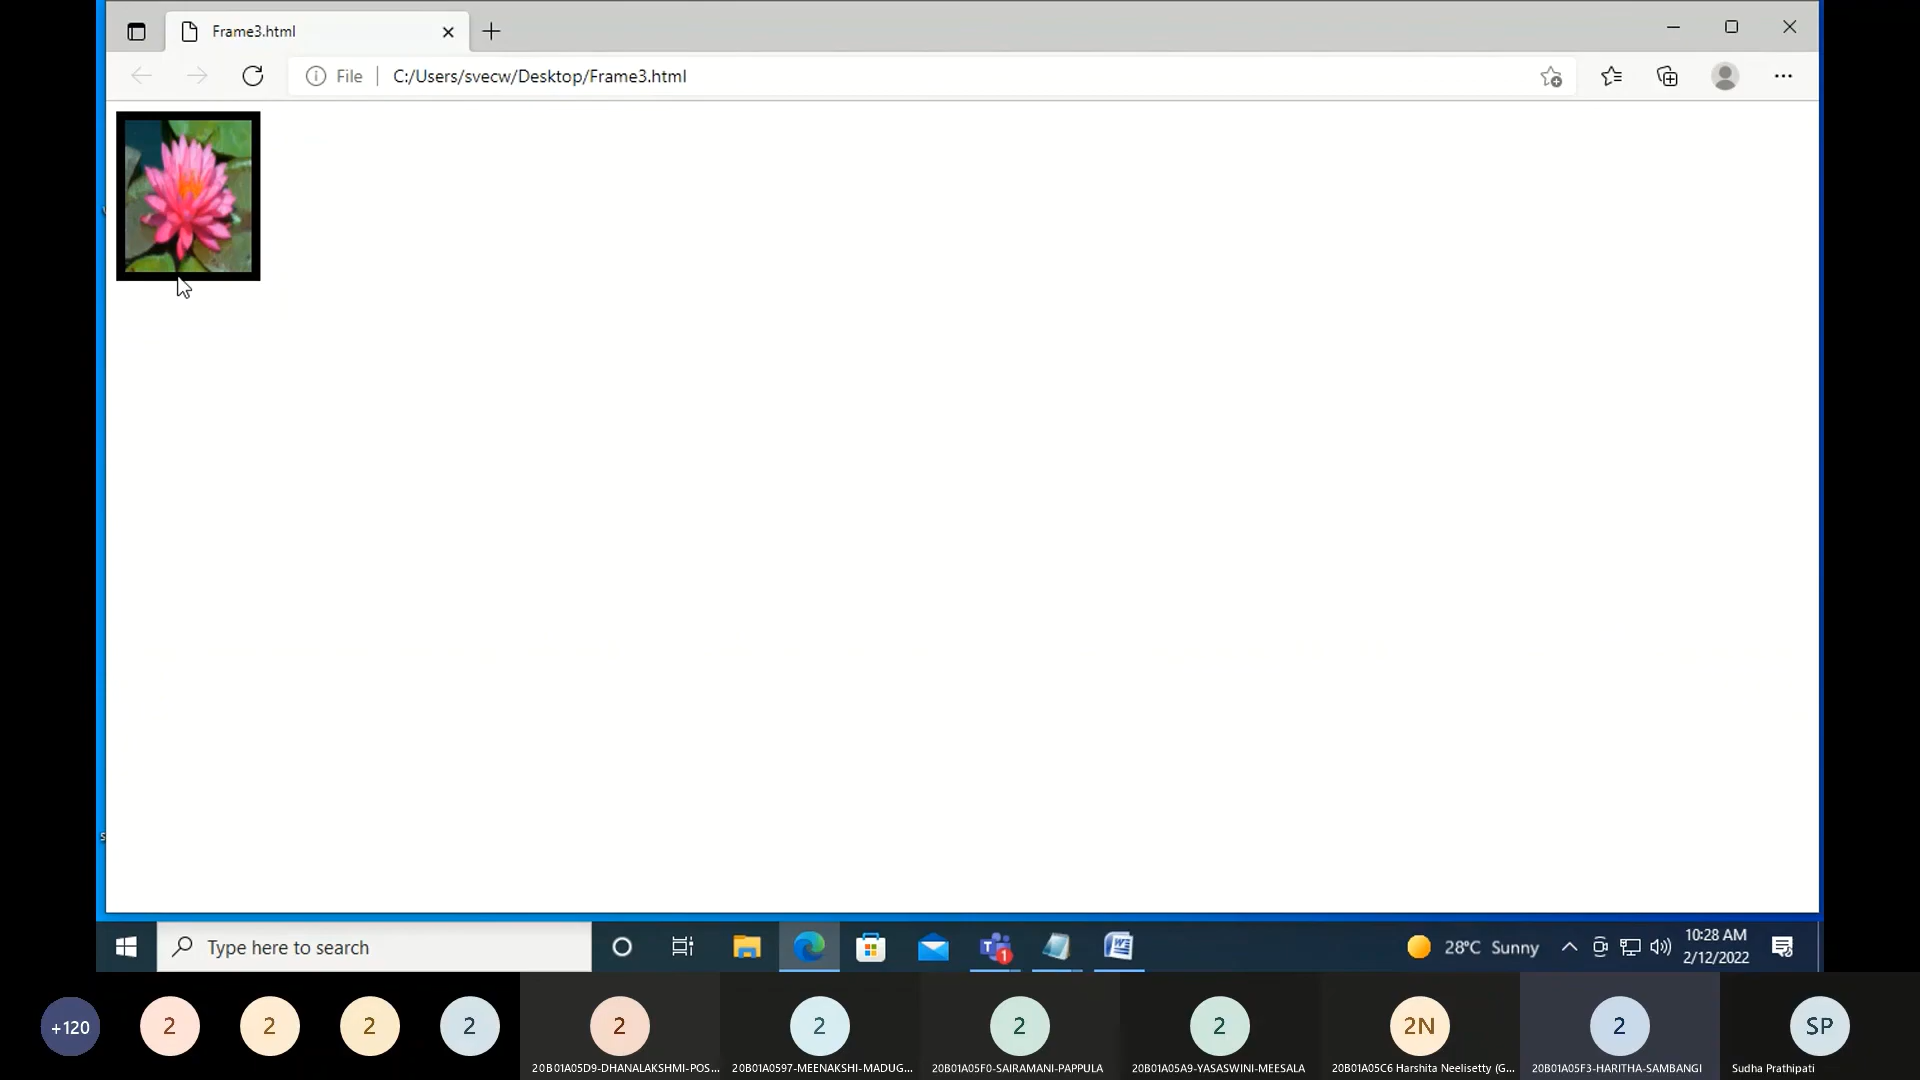 Frame3.html
File
C:/Users/svecw/Desktop/Frame3.html
Type here to search
1
28°C Sunny
10:28 AM
2/12/2022
+120
2
2
2
2
2
2
2
2
2N
2
SP
20B01A05D9-DHANALAKSHMI-POS...
20B01A0597-MEENAKSHI-MADUG...
20B01A05F0-SAIRAMANI-PAPPULA
20B01A05A9-YASASWINI-MEESALA
20B01A05C6 Harshita Neelisetty (G...
20B01A05F3-HARITHA-SAMBANGI
Sudha Prathipati